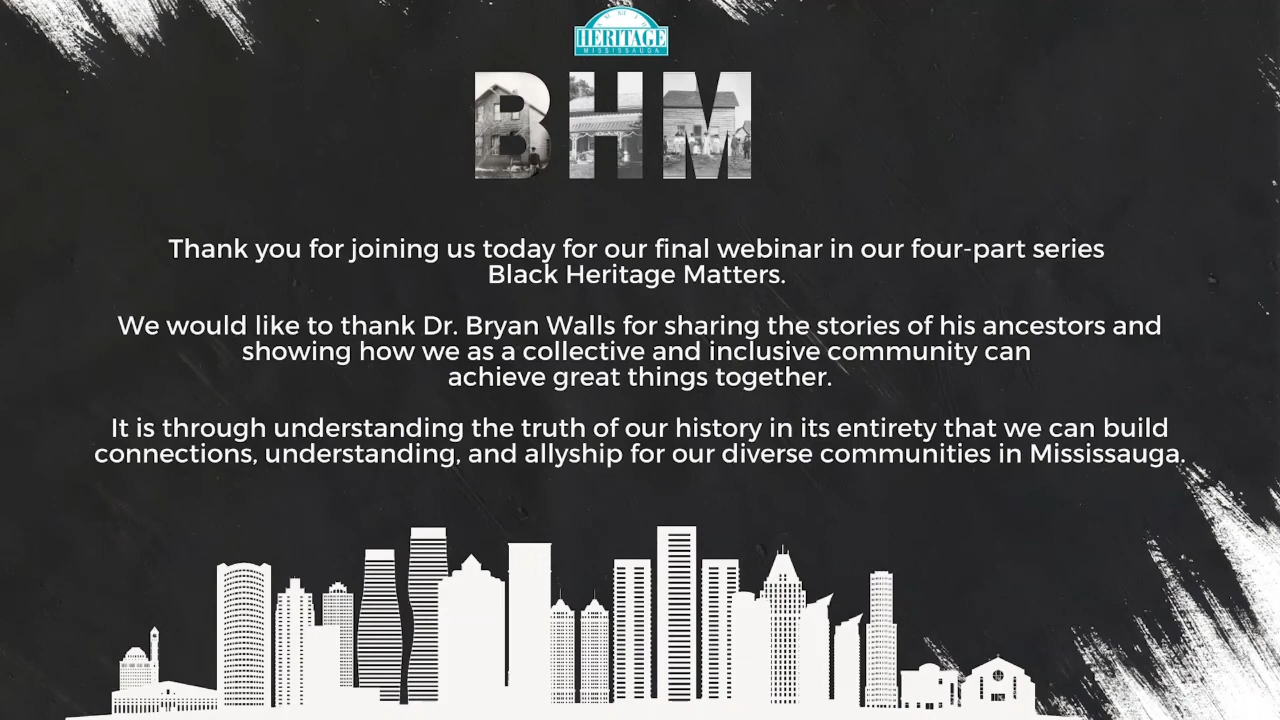 HERITAGE
MISSISSAUGA
BHM
Thank you for joining us today for our final webinar in our four-part series
Black Heritage Matters.
We would like to thank Dr. Bryan Walls for sharing the stories of his ancestors and
showing how we as a collective and inclusive community can
achieve great things together.
It is through understanding the truth of our history in its entirety that we can build
connections, understanding, and allyship for our diverse communities in Mississauga.